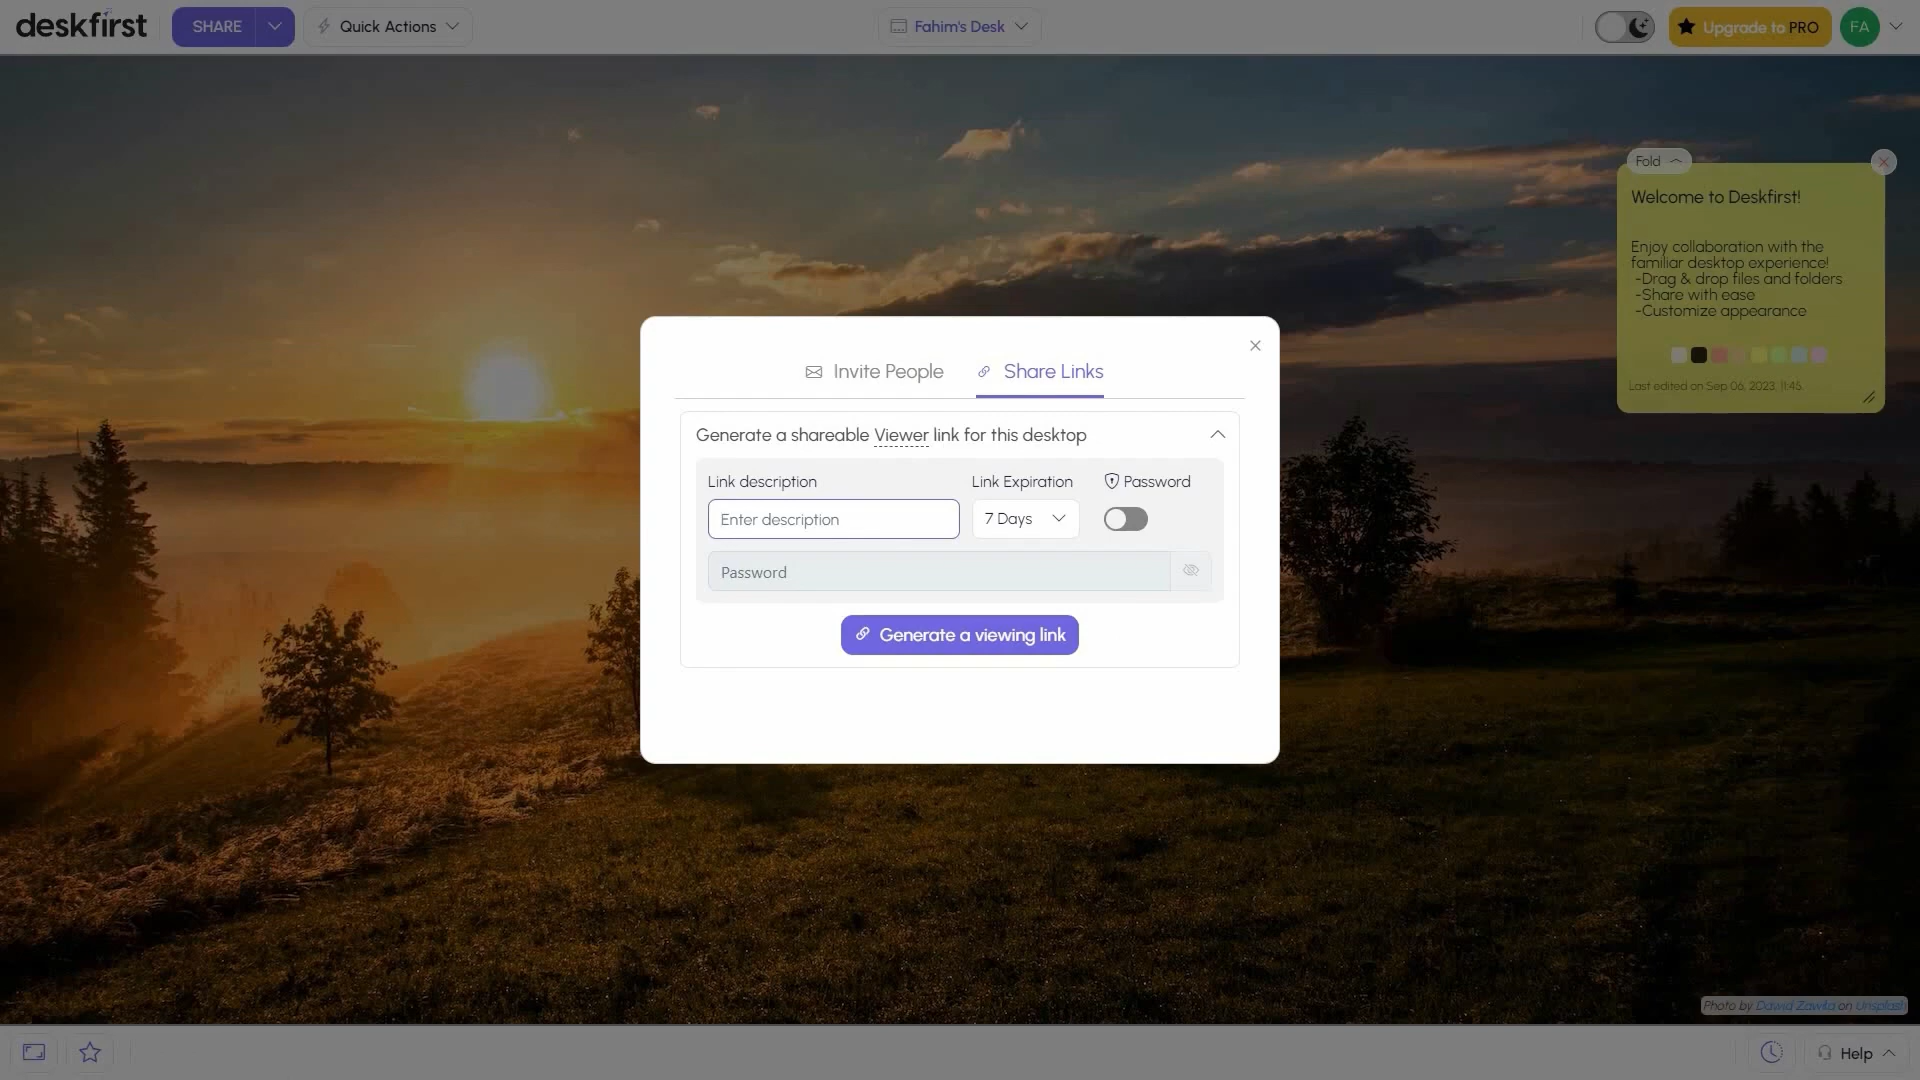 deskfirst
SHARE
Quick Actions
Fahim's Desk
Upgrade to PRO
FA
Fold
Welcome to Deskfirst!
Enjoy collaboration with the
familiar desktop experience!
-Drag & drop files and folders
-Share with ease
-Customize appearance
Last edited on Sep 06, 2023. 11:45.
Invite People
Share Links
Generate a shareable Viewer link for this desktop
Link description
Link Expiration
Password
Enter description
7 Days
Password
Generate a viewing link
Photo by Dawid Zawiła on Unsplash
Help